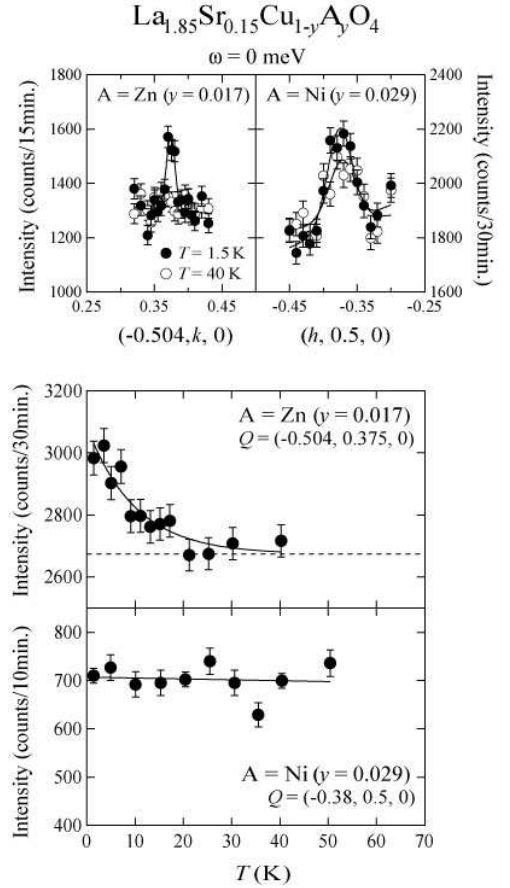 La1.85Sr0.15Cu1-yAyO4
ω = 0 meV
A = Zn (y = 0.017)
A = Ni (y = 0.029)
Intensity (counts/15min.)
1800
1600
1400
1200
1000
T = 1.5 K
T = 40 K
0.25 0.35 0.45
(-0.504,k, 0)
2400
2200
2000
1800
1600
Intensity (counts/30min.)
-0.45 -0.35 -0.25
(h, 0.5, 0)
Intensity (counts/30min.)
3200
3000
2800
2600
A = Zn (y = 0.017)
Q = (-0.504, 0.375, 0)
Intensity (counts/10min.)
800
700
600
500
400
A = Ni (y = 0.029)
Q = (-0.38, 0.5, 0)
0 10 20 30 40 50 60 70
T (K)